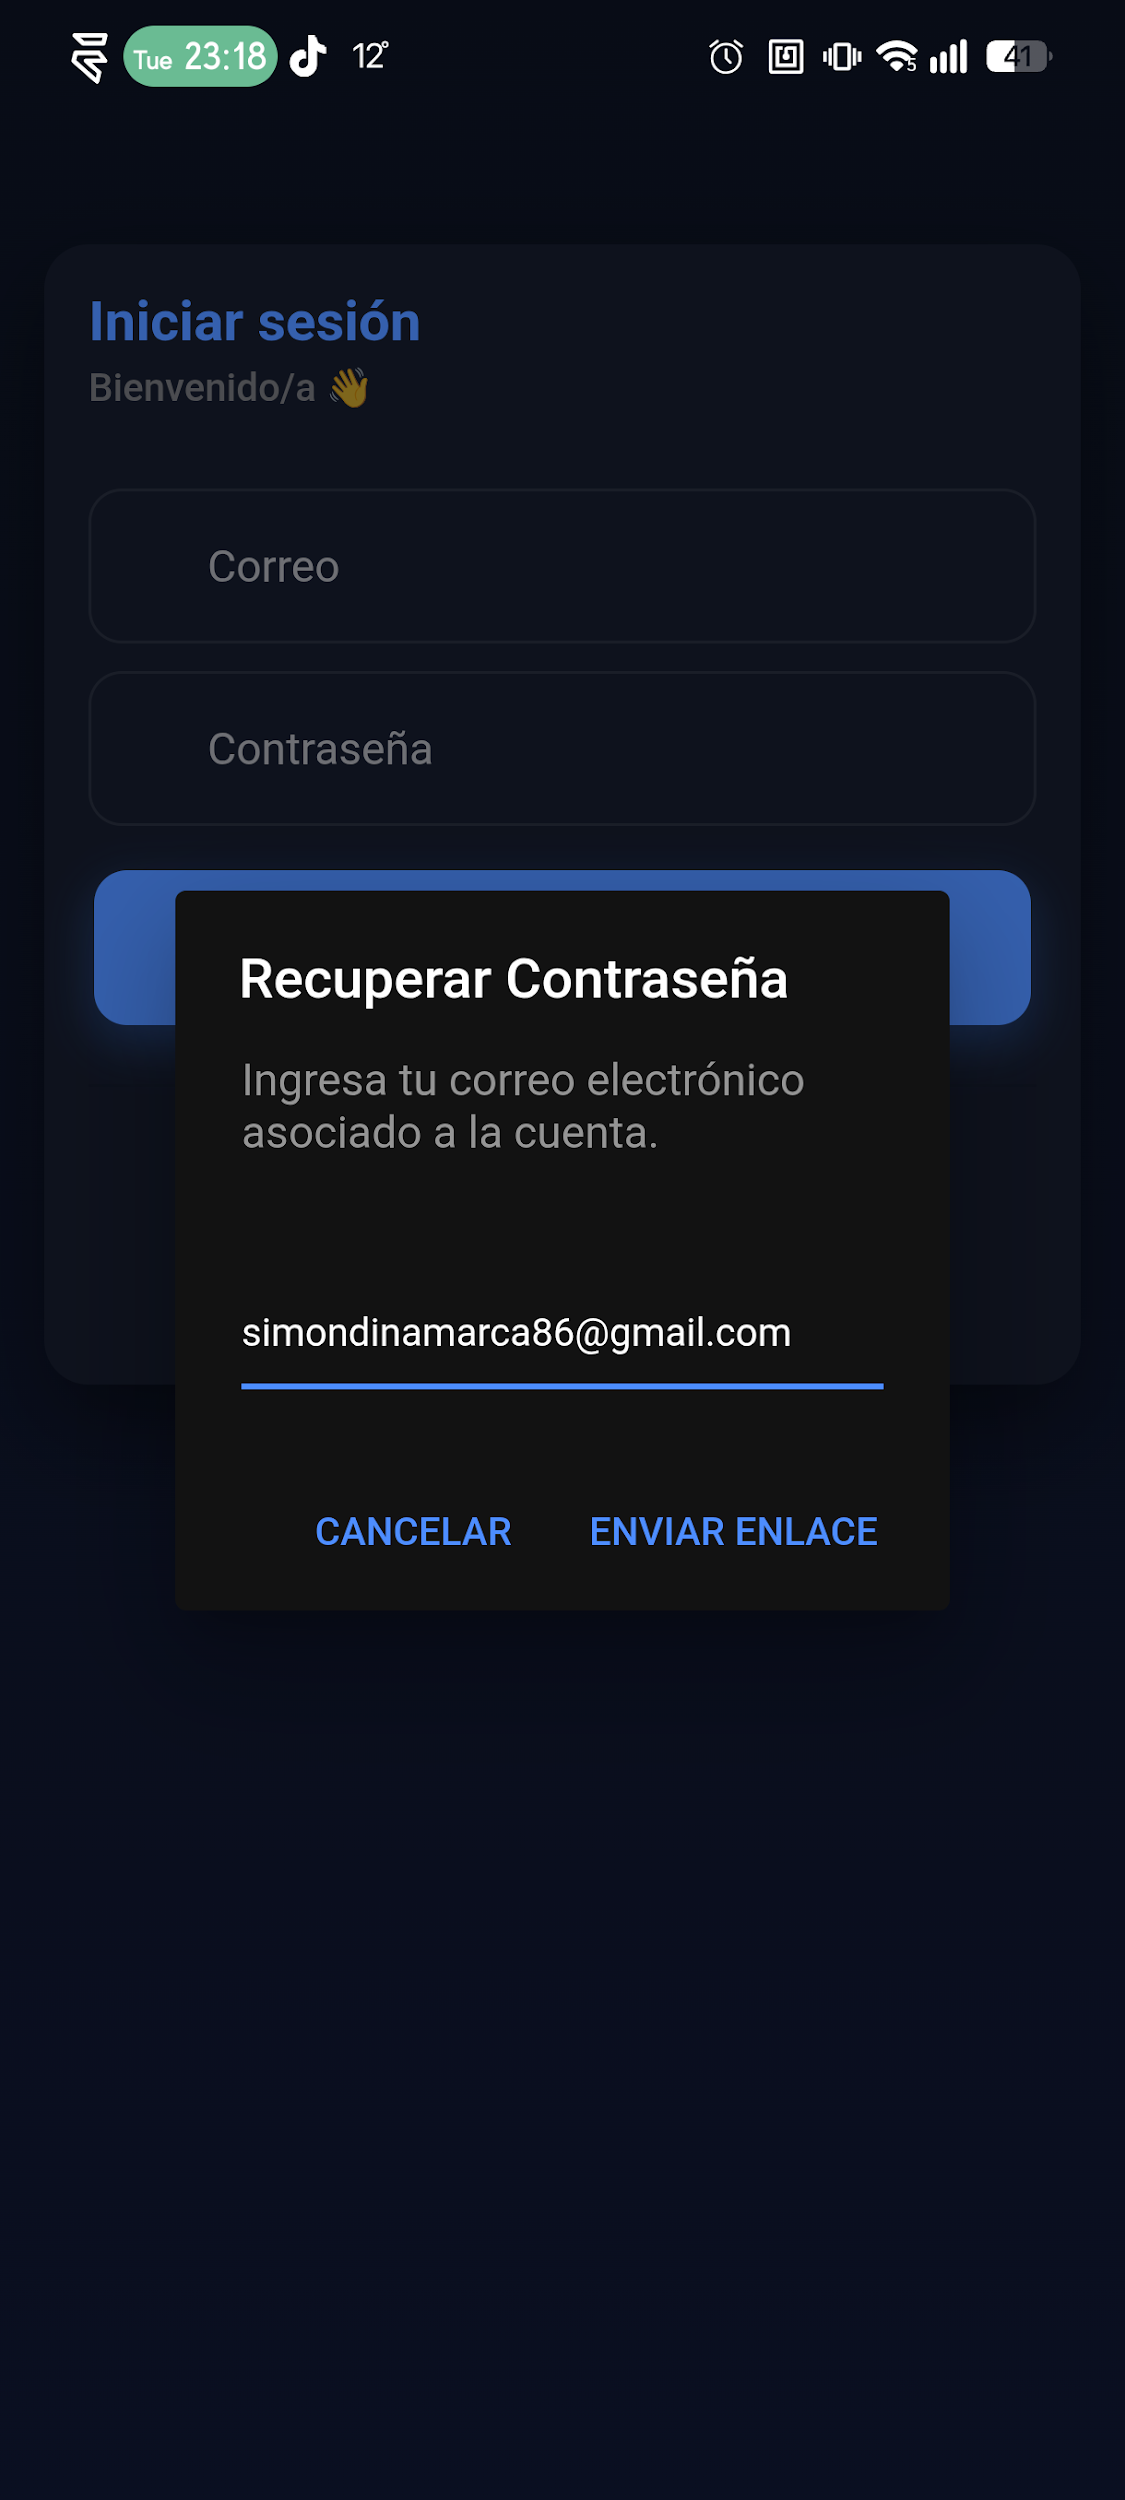 Tue 23:18 12°
5 41
Iniciar sesión
Bienvenido/a 👋
Correo
Contraseña
Recuperar Contraseña
Ingresa tu correo electrónico
asociado a la cuenta.
simondinamarca86@gmail.com
CANCELAR ENVIAR ENLACE